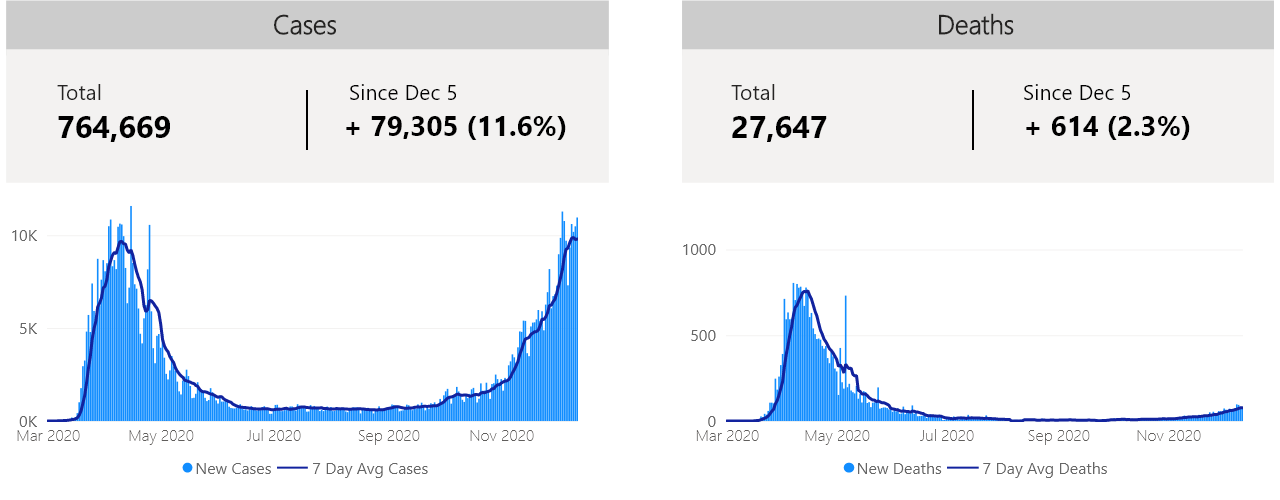 Cases
Total
764,669
Since Dec 5
+ 79,305 (11.6%)
10K
5K
0K
Mar 2020 May 2020 Jul 2020 Sep 2020 Nov 2020
New Cases 7 Day Avg Cases
Deaths
Total
27,647
Since Dec 5
+ 614 (2.3%)
1000
500
0
Mar 2020 May 2020 Jul 2020 Sep 2020 Nov 2020
New Deaths 7 Day Avg Deaths